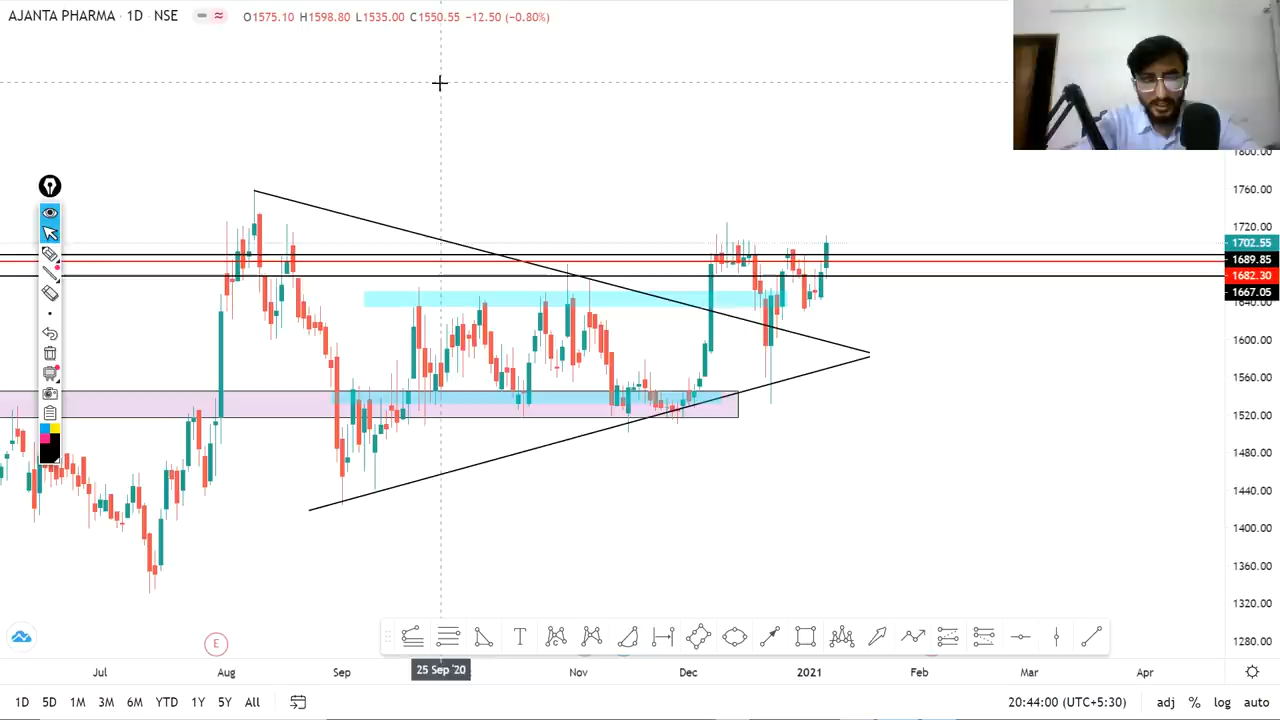 AJANTA PHARMA · 1D · NSE
O1575.10 H1598.80 L1535.00 C1550.55 −12.50 (−0.80%)
1800.00
1760.00
1720.00
1702.55
1689.85
1682.30
1667.05
1640.00
1600.00
1560.00
1520.00
1480.00
1440.00
1400.00
1360.00
1320.00
1280.00
E
T
Jul
Aug
Sep
25 Sep '20
Nov
Dec
2021
Feb
Mar
Apr
1D 5D 1M 3M 6M YTD 1Y 5Y All
20:44:00 (UTC+5:30) adj % log auto